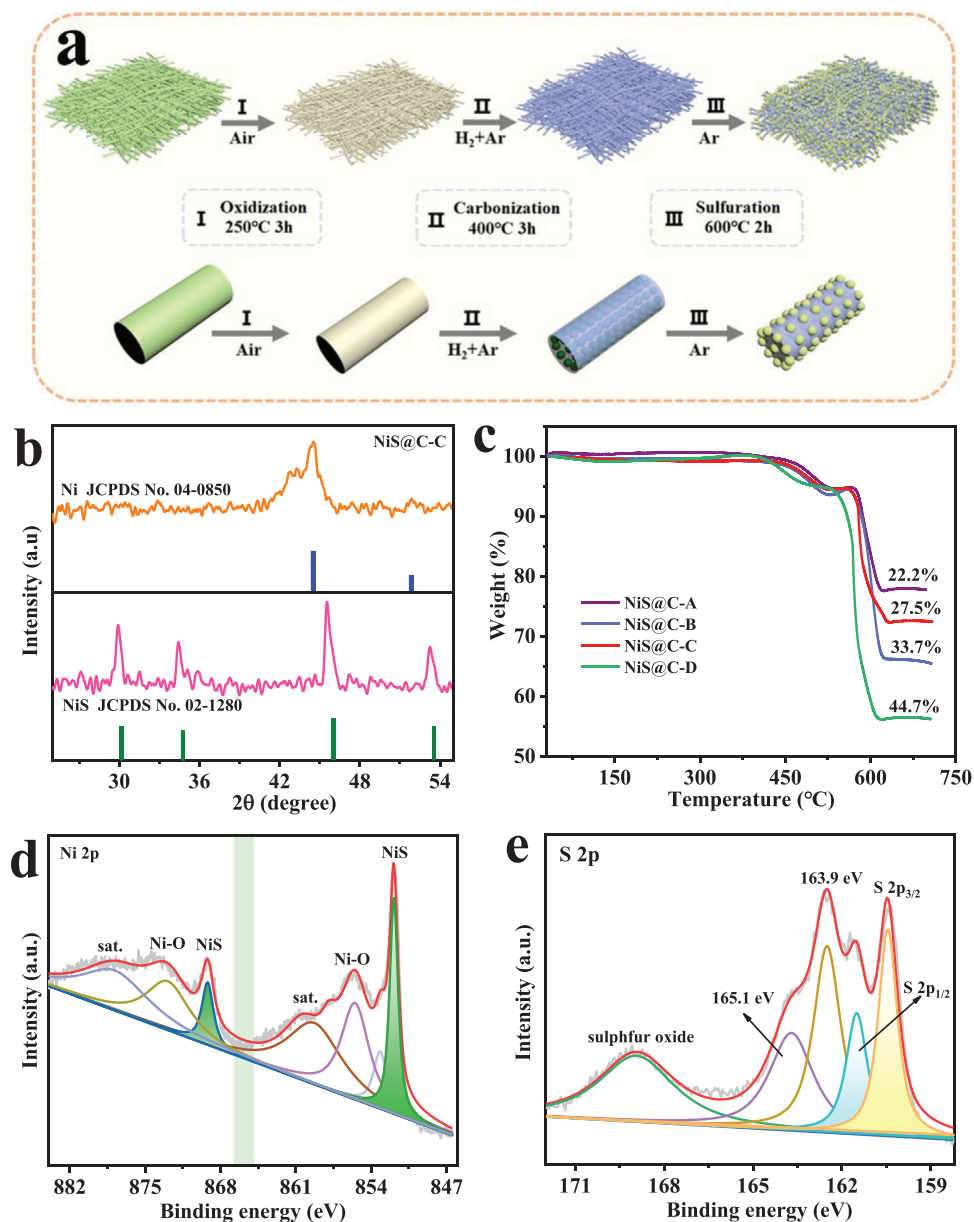 a
I
Air
II
H₂+Ar
III
Ar
I Oxidization
250℃ 3h
II Carbonization
400℃ 3h
III Sulfuration
600℃ 2h
I
Air
II
H₂+Ar
III
Ar
b
NiS@C-C
Ni JCPDS No. 04-0850
NiS JCPDS No. 02-1280
Intensity (a.u)
30 36 42 48 54
2θ (degree)
c
100
90
80
70
60
50
Weight (%)
22.2%
27.5%
33.7%
44.7%
NiS@C-A
NiS@C-B
NiS@C-C
NiS@C-D
150 300 450 600 750
Temperature (℃)
d
Ni 2p
NiS
sat.
Ni-O
NiS
Ni-O
sat.
Intensity (a.u.)
882 875 868 861 854 847
Binding energy (eV)
e
S 2p
163.9 eV
S 2p3/2
S 2p1/2
165.1 eV
sulphfur oxide
Intensity (a.u.)
171 168 165 162 159
Binding energy (eV)